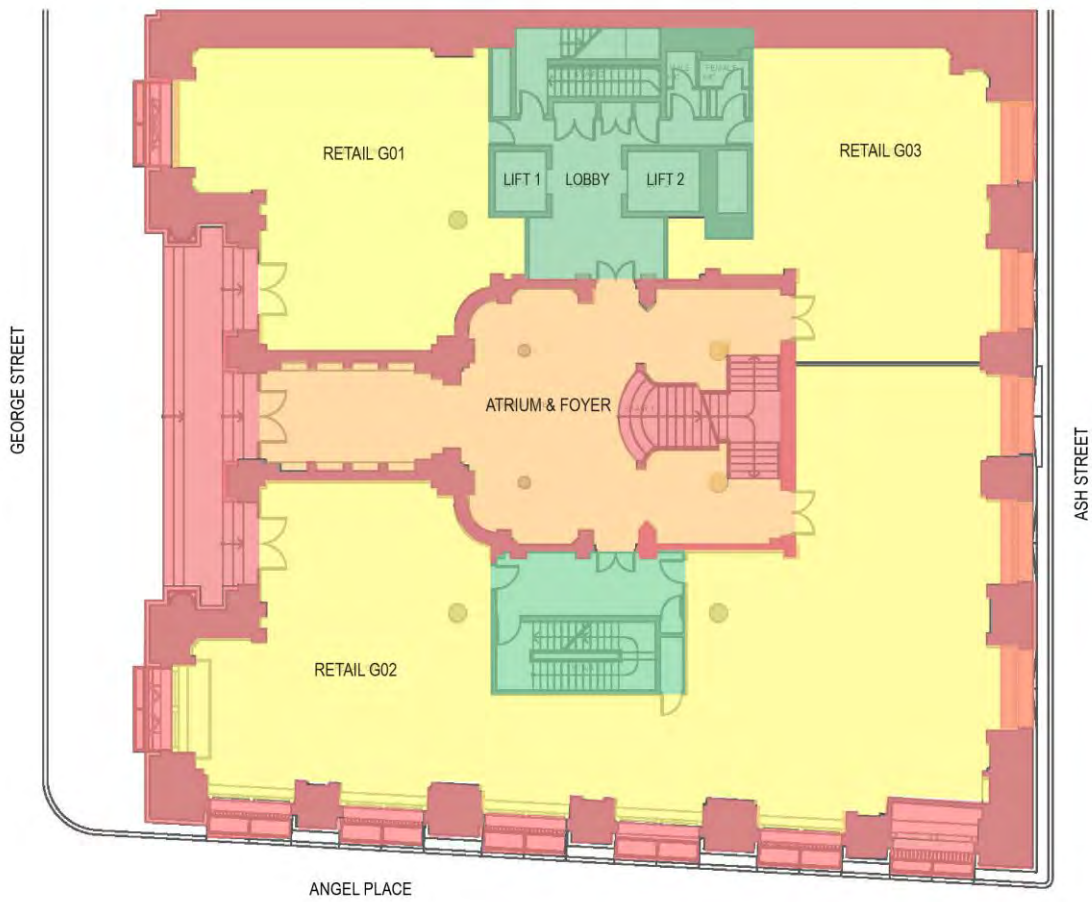 RETAIL G01
RETAIL G03
LIFT 1
LOBBY
LIFT 2
FEMALE
GEORGE STREET
ATRIUM & FOYER
ASH STREET
RETAIL G02
ANGEL PLACE